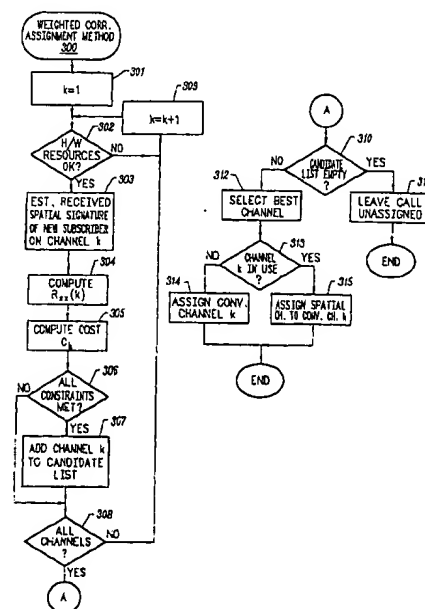 WEIGHTED CORR.
ASSIGNMENT METHOD
300
301
k=1
309
k=k+1
302
H/W
RESOURCES
OK?
NO
YES
303
EST. RECEIVED
SPATIAL SIGNATURE
OF NEW SUBSCRIBER
ON CHANNEL k
304
COMPUTE
Rzz(k)
305
COMPUTE COST
Ck
306
ALL
CONSTRAINTS
MET?
NO
YES
307
ADD CHANNEL k
TO CANDIDATE
LIST
308
ALL
CHANNELS
?
NO
YES
A
A
310
CANDIDATE
LIST EMPTY
?
NO
YES
312
SELECT BEST
CHANNEL
31
LEAVE CALL
UNASSIGNED
END
313
CHANNEL
k IN USE
?
NO
YES
314
ASSIGN CONV.
CHANNEL k
315
ASSIGN SPATIAL
CH. TO CONV. CH. k
END